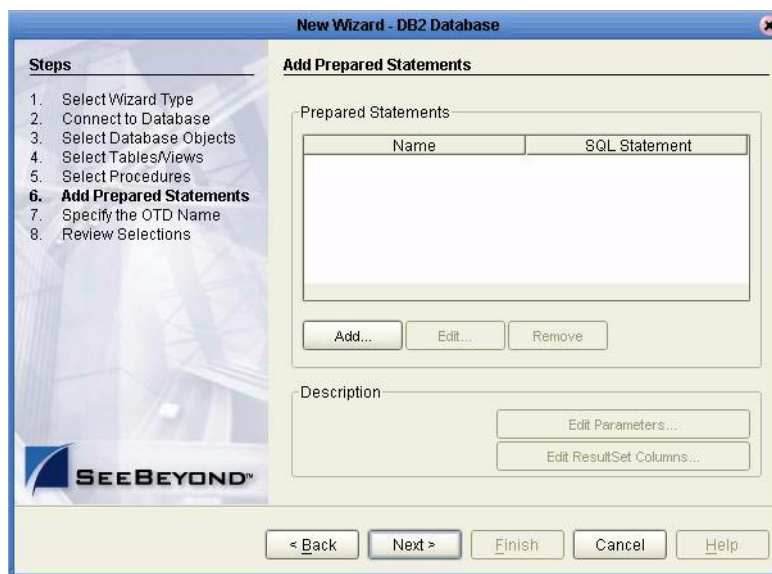 New Wizard - DB2 Database
Steps
1. Select Wizard Type
2. Connect to Database
3. Select Database Objects
4. Select Tables/Views
5. Select Procedures
6. Add Prepared Statements
7. Specify the OTD Name
8. Review Selections
SEEBEYOND™
Add Prepared Statements
Prepared Statements
Name SQL Statement
Add... Edit... Remove
Description
Edit Parameters...
Edit ResultSet Columns...
< Back Next > Finish Cancel Help